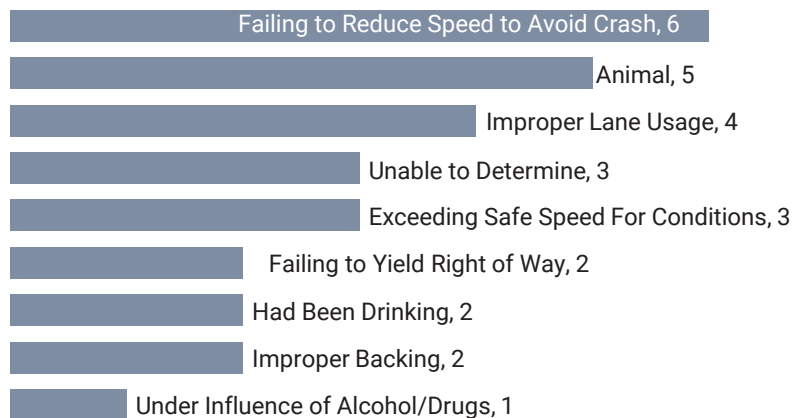 Failing to Reduce Speed to Avoid Crash, 6
Animal, 5
Improper Lane Usage, 4
Unable to Determine, 3
Exceeding Safe Speed For Conditions, 3
Failing to Yield Right of Way, 2
Had Been Drinking, 2
Improper Backing, 2
Under Influence of Alcohol/Drugs, 1